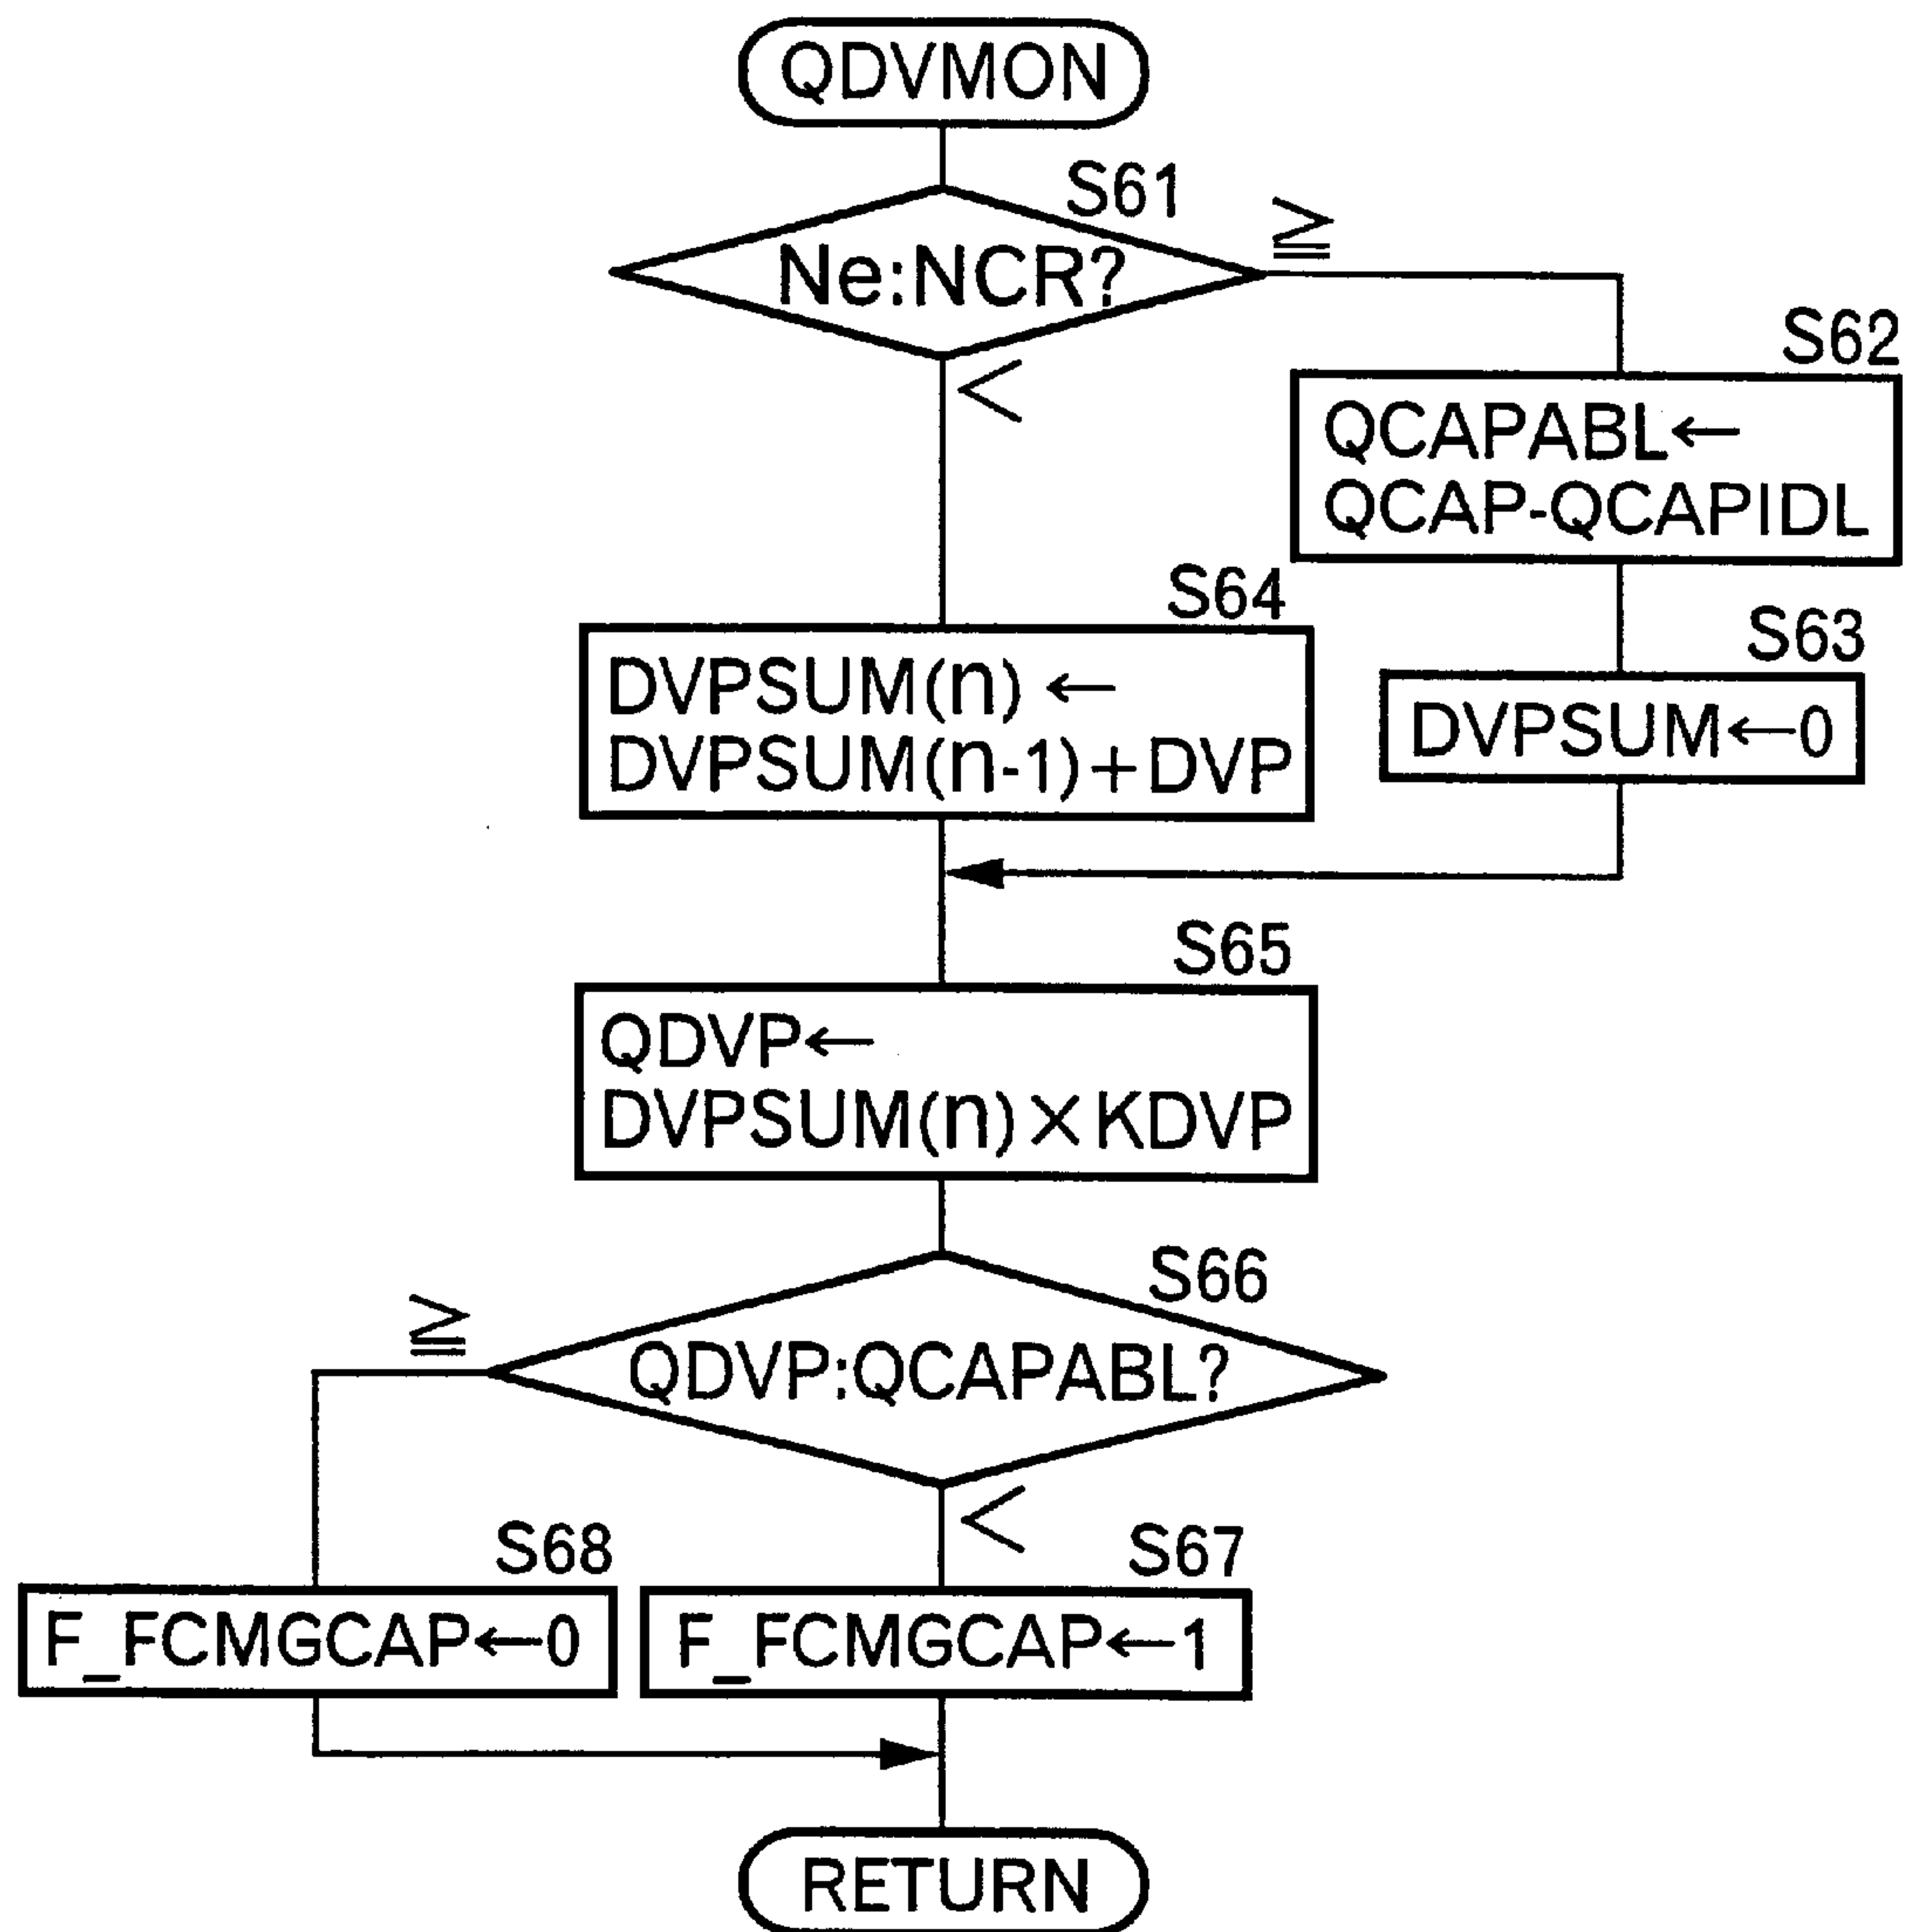 QDVMON
S61
Ne:NCR?
≧
<
S62
QCAPABL←
QCAP-QCAPIDL
S64
DVPSUM(n) ←
DVPSUM(n-1)+DVP
S63
DVPSUM←0
S65
QDVP←
DVPSUM(n)×KDVP
S66
QDVP:QCAPABL?
≧
<
S68
F_FCMGCAP←0
S67
F_FCMGCAP←1
RETURN